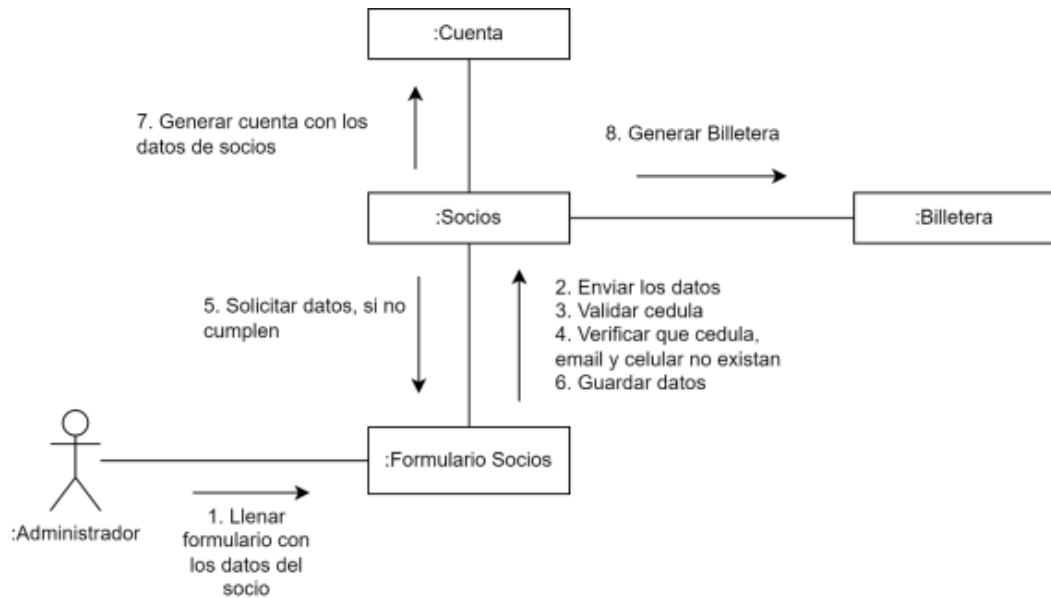 :Cuenta
7. Generar cuenta con los
datos de socios
8. Generar Billetera
:Socios
:Billetera
5. Solicitar datos, si no
cumplen
2. Enviar los datos
3. Validar cedula
4. Verificar que cedula,
email y celular no existan
6. Guardar datos
:Formulario Socios
:Administrador
1. Llenar
formulario con
los datos del
socio